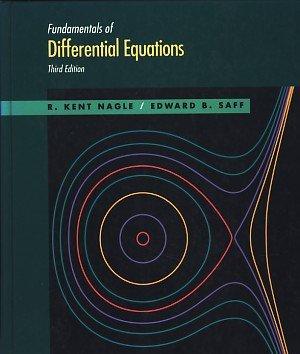 Fundamentals of
Differential Equations
Third Edition
R. KENT NAGLE / EDWARD B. SAFF